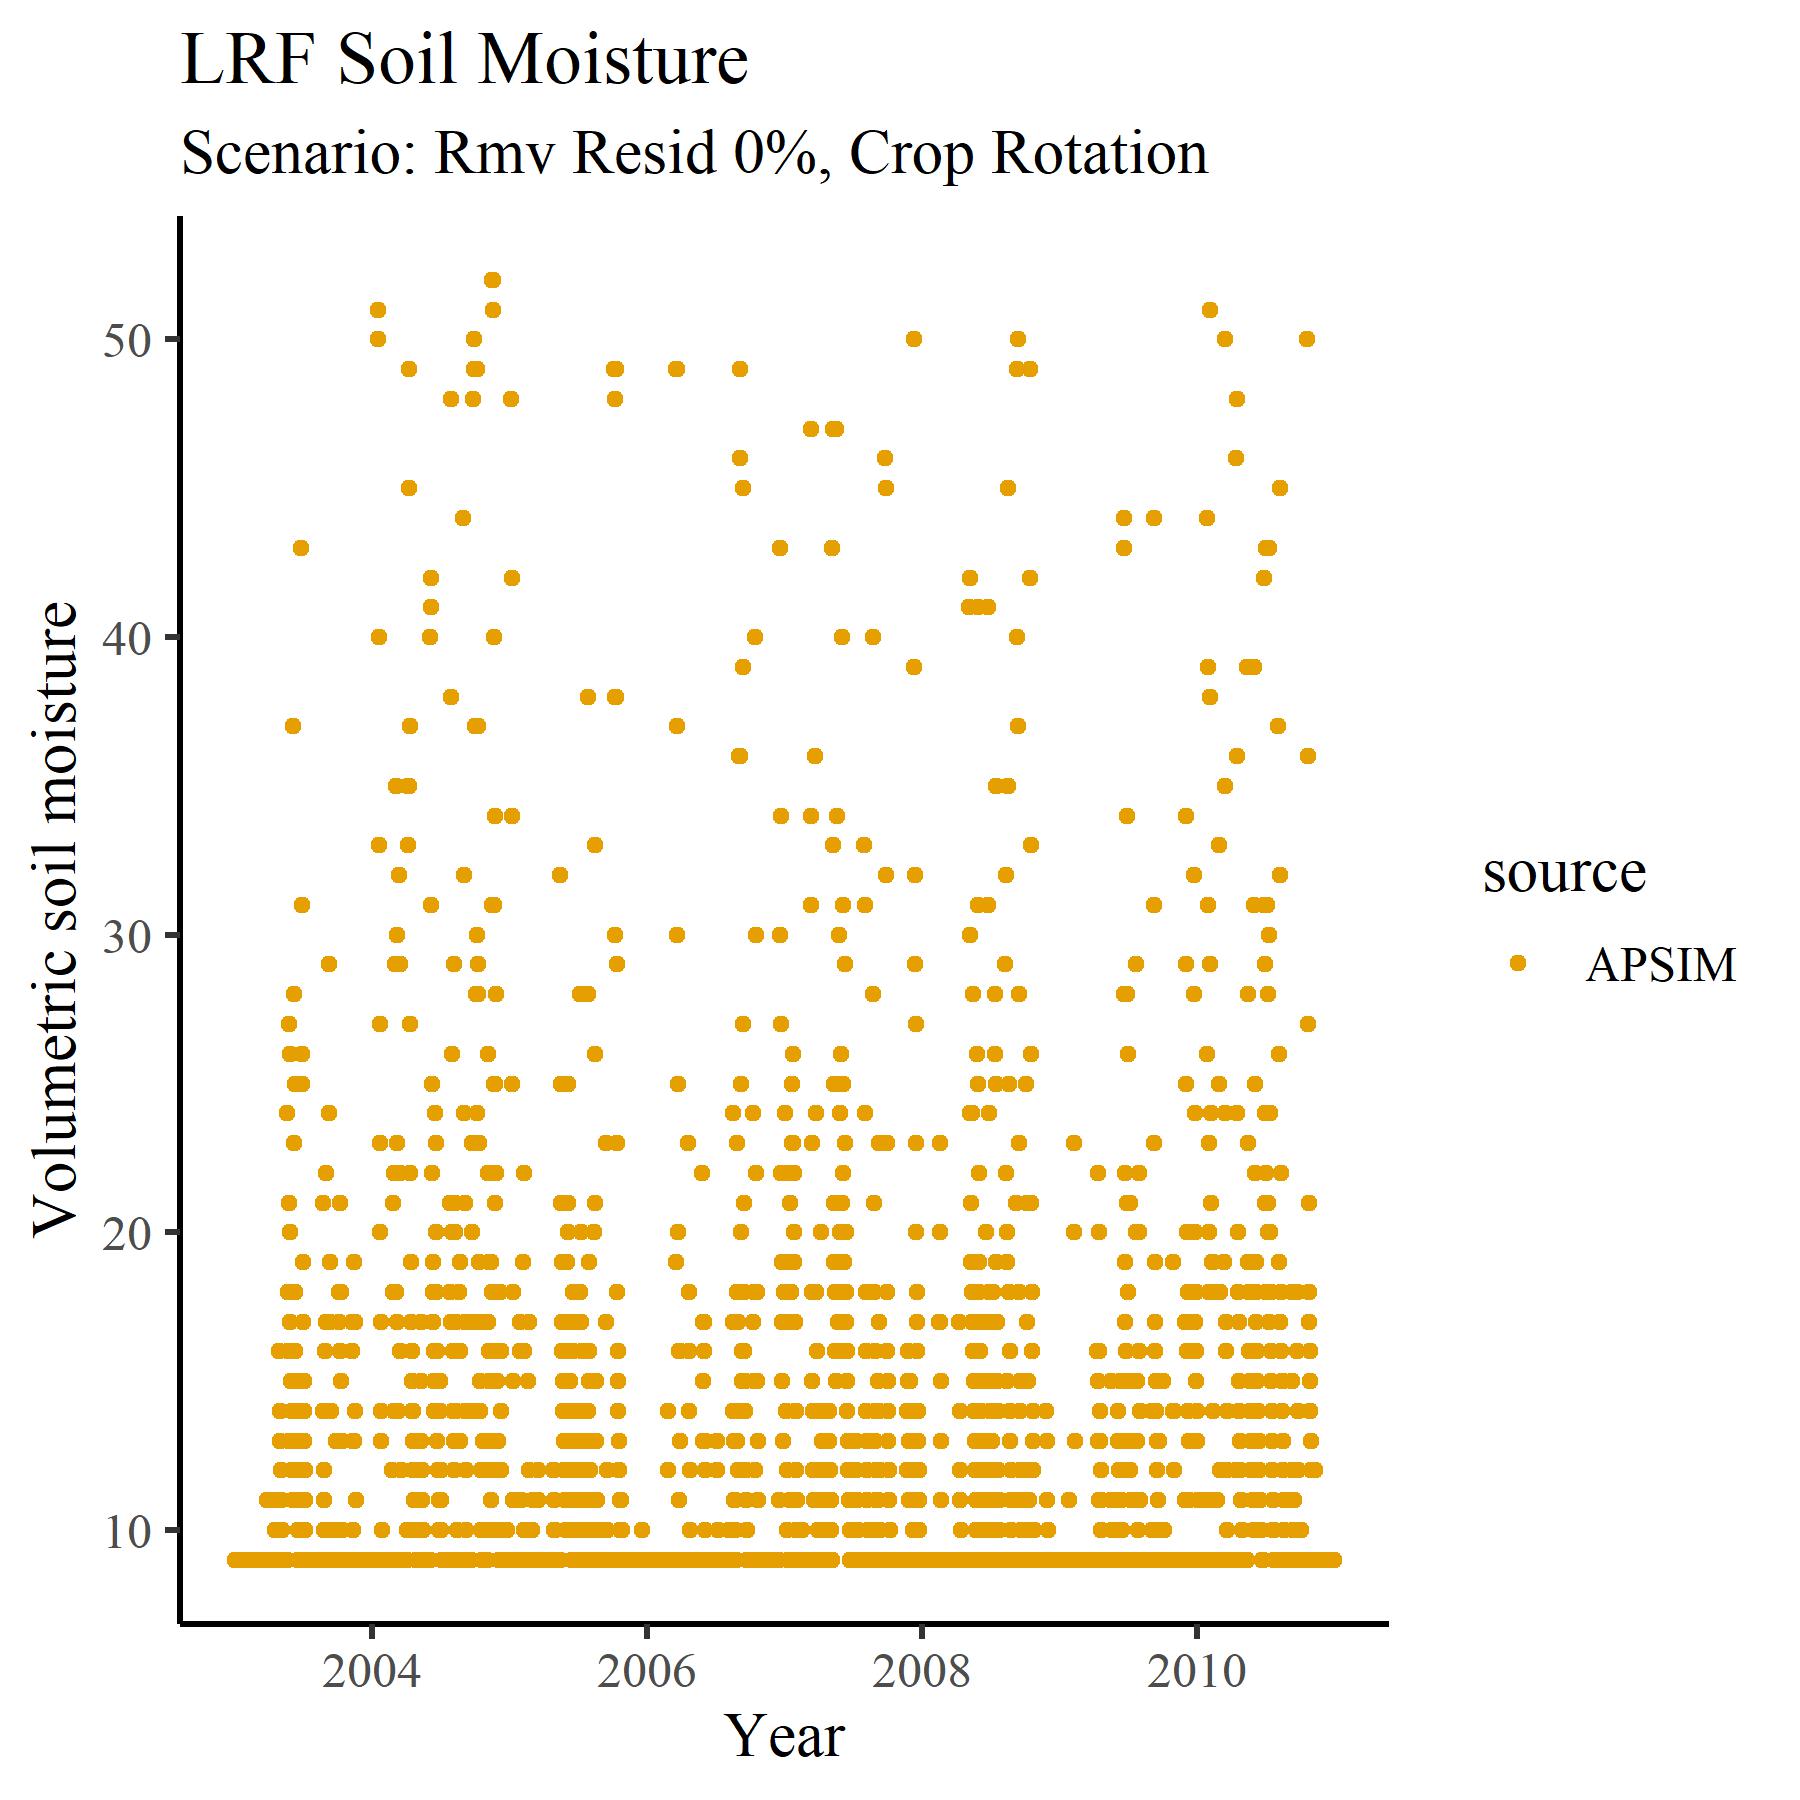 LRF Soil Moisture
Scenario: Rmv Resid 0%, Crop Rotation
Volumetric soil moisture
50
40
30
20
10
2004
2006
2008
2010
Year
source
APSIM